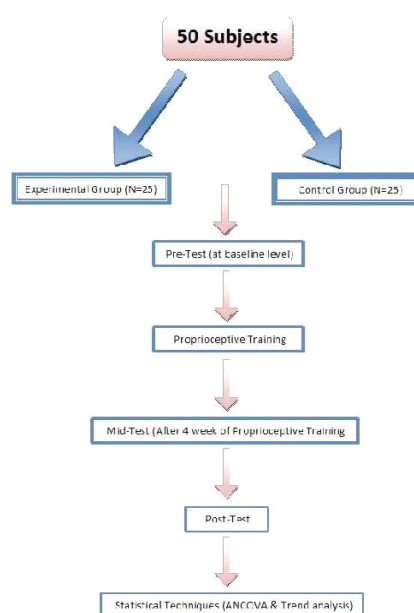 50 Subjects
Experimental Group (N=25)
Control Group (N=25)
Pre-Test (at baseline level)
Proprioceptive Training
Mid-Test (After 4 week of Proprioceptive Training
Post-Test
Statistical Techniques (ANCOVA & Trend analysis)